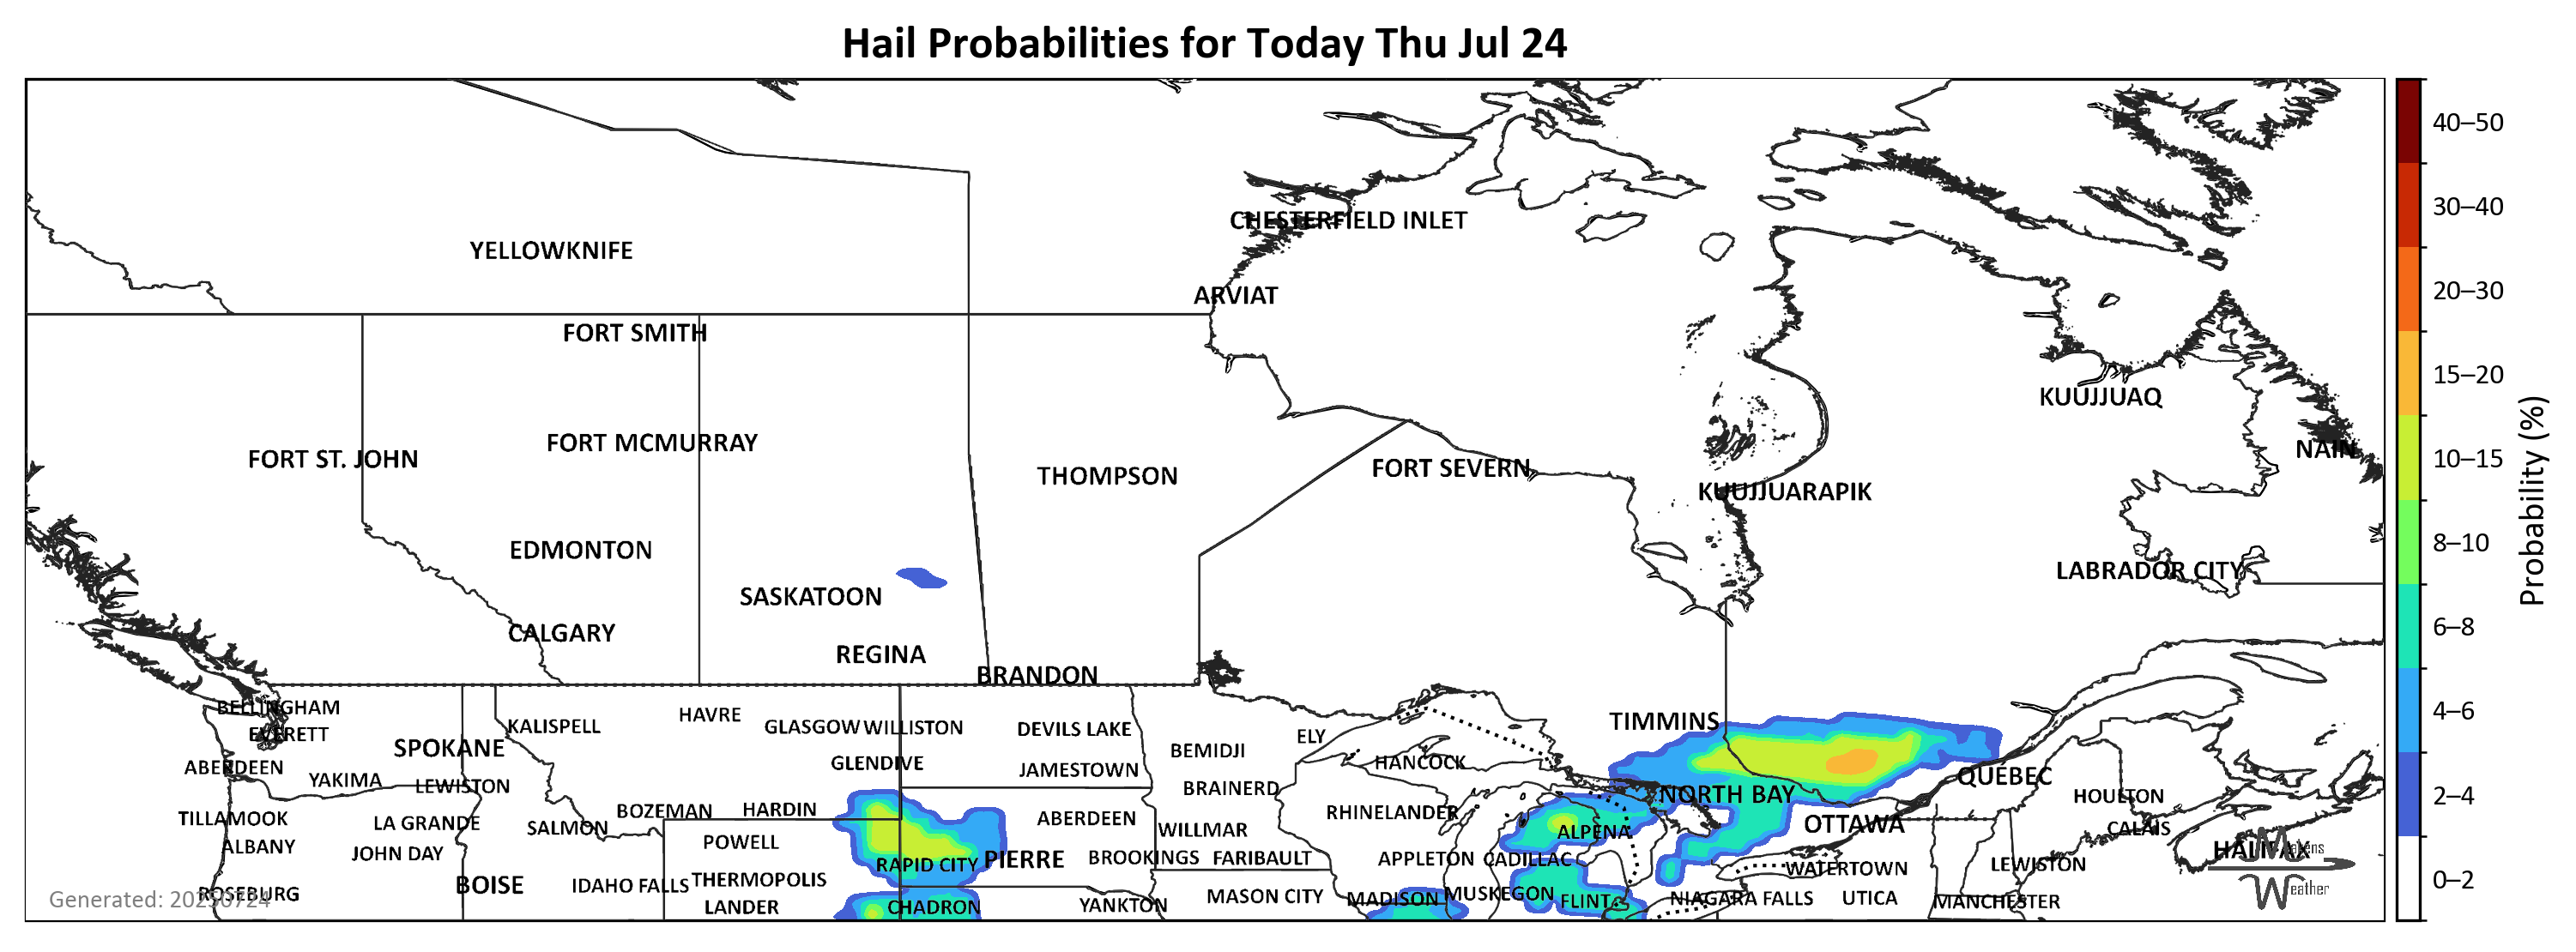 Hail Probabilities for Today Thu Jul 24
40–50
30–40
CHESTERFIELD INLET
YELLOWKNIFE
20–30
ARVIAT
FORT SMITH
15–20
KUUJJUAQ
FORT MCMURRAY
NAIN
FORT ST. JOHN
10–15
FORT SEVERN
THOMPSON
KUUJJUARAPIK
Probability (%)
EDMONTON
8–10
LABRADOR CITY
SASKATOON
CALGARY
6–8
REGINA
BRANDON
BELLINGHAM
HAVRE
4–6
TIMMINS
KALISPELL
GLASGOW
WILLISTON
DEVILS LAKE
EVERETT
ELY
SPOKANE
BEMIDJI
ABERDEEN
GLENDIVE
HANCOCK
JAMESTOWN
QUÉBEC
YAKIMA
LEWISTON
BRAINERD
NORTH BAY
HOULTON
2–4
BOZEMAN
HARDIN
RHINELANDER
TILLAMOOK
LA GRANDE
SALMON
ABERDEEN
WILLMAR
ALPENA
OTTAWA
CALAIS
ALBANY
JOHN DAY
POWELL
RAPID CITY
PIERRE
BROOKINGS
FARIBAULT
APPLETON
CADILLAC
WATERTOWN
LEWISTON
HALIFAX
Matens
Weather
BOISE
IDAHO FALLS
THERMOPOLIS
0–2
ROSEBURG
Generated: 20250724
LANDER
CHADRON
YANKTON
MASON CITY
MADISON
MUSKEGON
FLINT
NIAGARA FALLS
UTICA
MANCHESTER